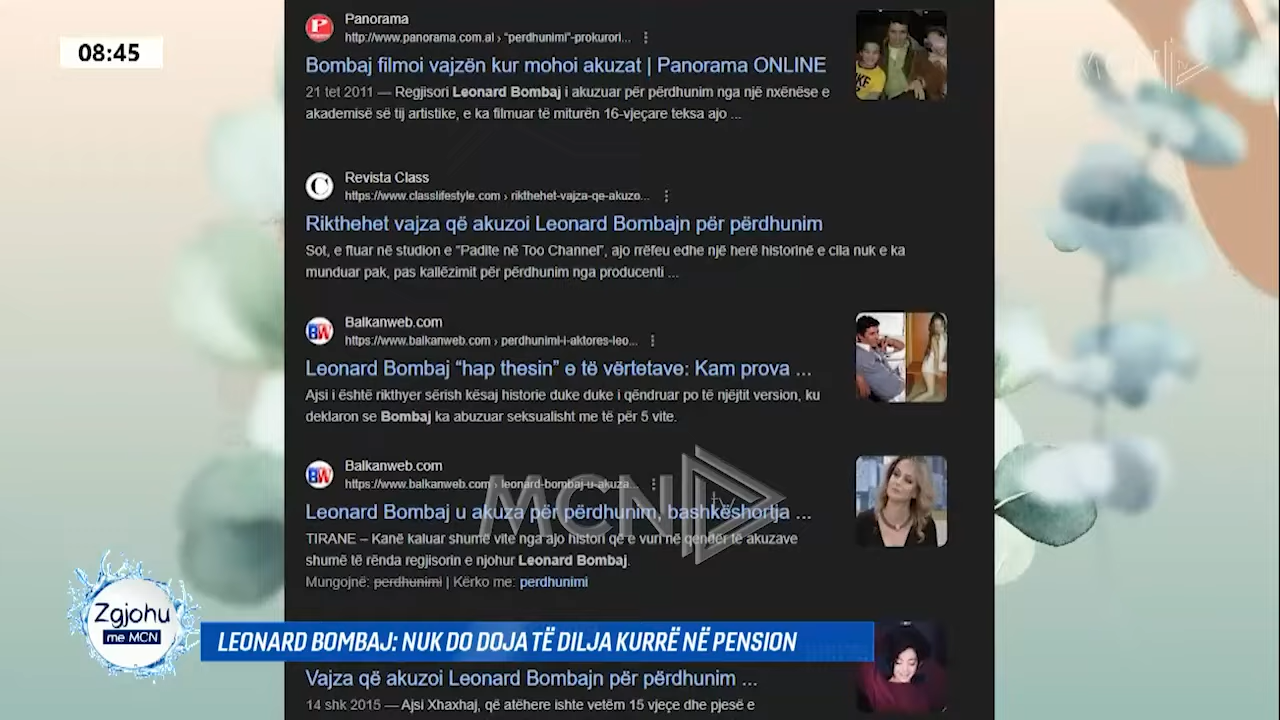 08:45
Panorama
http://www.panorama.com.al › “perdhunimi”-prokurori...
Bombaj filmoi vajzën kur mohoi akuzat | Panorama ONLINE
21 tet 2011 — Regjisori Leonard Bombaj i akuzuar për përdhunim nga një nxënëse e
akademisë së tij artistike, e ka filmuar të miturën 16-vjeçare teksa ajo ...
Revista Class
https://www.classlifestyle.com › rikthehet-vajza-qe-akuzo...
Rikthehet vajza që akuzoi Leonard Bombajn për përdhunim
Sot, e ftuar në studion e “Padite në Too Channel”, ajo rrëfeu edhe një herë historinë e cila nuk e ka
munduar pak, pas kallëzimit për përdhunim nga producenti ...
Balkanweb.com
https://www.balkanweb.com › perdhunimi-i-aktores-leo...
Leonard Bombaj “hap thesin” e të vërtetave: Kam prova ...
Ajsi i është rikthyer sërish kësaj historie duke duke i qëndruar po të njëjtit version, ku
deklaron se Bombaj ka abuzuar seksualisht me të për 5 vite.
Balkanweb.com
https://www.balkanweb.com › leonard-bombaj-u-akuza...
Leonard Bombaj u akuza për përdhunim, bashkëshortja ...
TIRANE – Kanë kaluar shumë vite nga ajo histori që e vuri në qendër të akuzave
shumë të rënda regjisorin e njohur Leonard Bombaj.
Mungojnë: perdhunimi | Kërko me: perdhunimi
MCN tv
Zgjohu
me MCN
LEONARD BOMBAJ: NUK DO DOJA TË DILJA KURRË NË PENSION
Vajza që akuzoi Leonard Bombajn për përdhunim ...
14 shk 2015 — Ajsi Xhaxhaj, që atëhere ishte vetëm 15 vjeçe dhe pjesë e